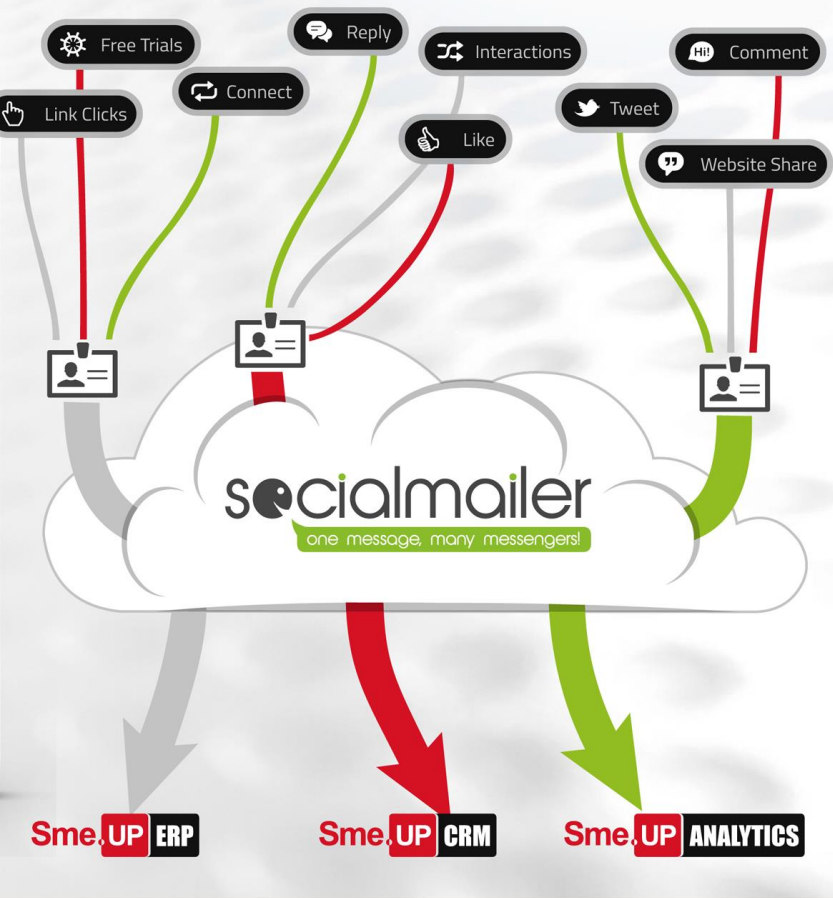 Free Trials
Reply
Interactions
Hi! Comment
Link Clicks
Connect
Like
Tweet
Website Share
socialmailer
one message, many messengers!
Sme.UP ERP
Sme.UP CRM
Sme.UP ANALYTICS